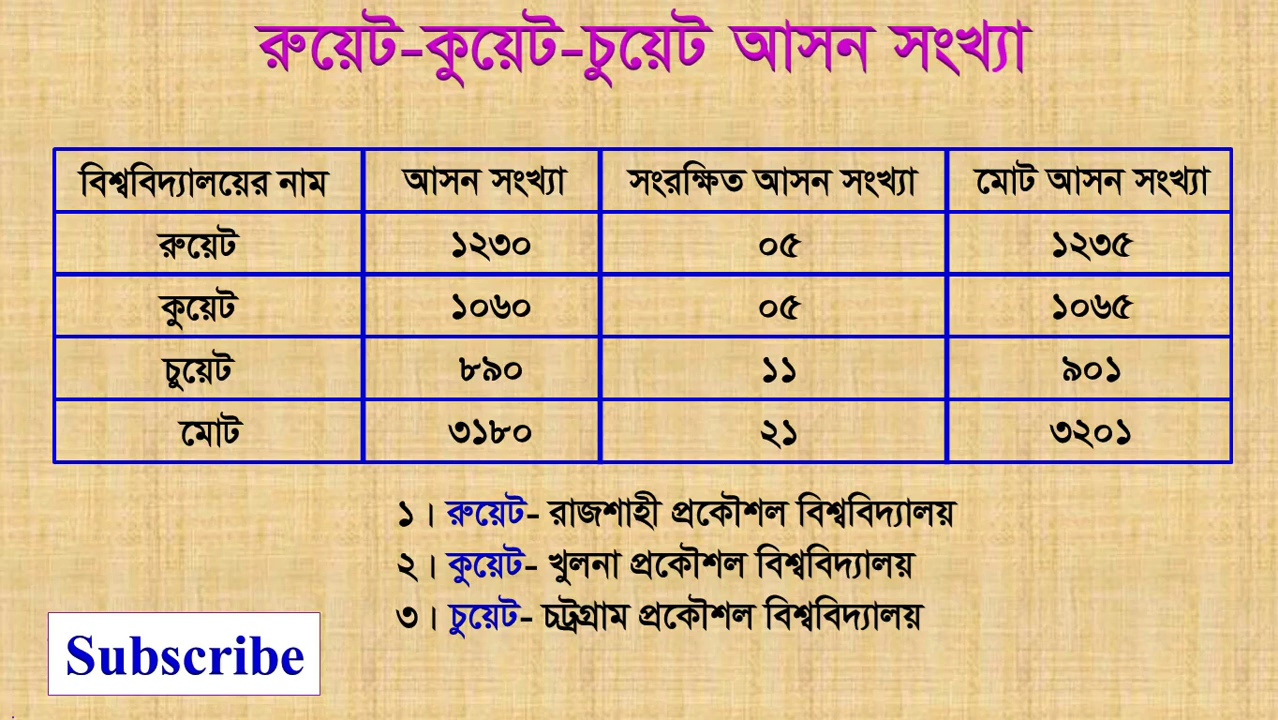 রুয়েট-কুয়েট-চুয়েট আসন সংখ্যা
বিশ্ববিদ্যালয়ের নাম আসন সংখ্যা সংরক্ষিত আসন সংখ্যা মোট আসন সংখ্যা
রুয়েট ১২৩০ ০৫ ১২৩৫
কুয়েট ১০৬০ ০৫ ১০৬৫
চুয়েট ৮৯০ ১১ ৯০১
মোট ৩১৮০ ২১ ৩২০১
১। রুয়েট- রাজশাহী প্রকৌশল বিশ্ববিদ্যালয়
২। কুয়েট- খুলনা প্রকৌশল বিশ্ববিদ্যালয়
৩। চুয়েট- চট্রগ্রাম প্রকৌশল বিশ্ববিদ্যালয়
Subscribe